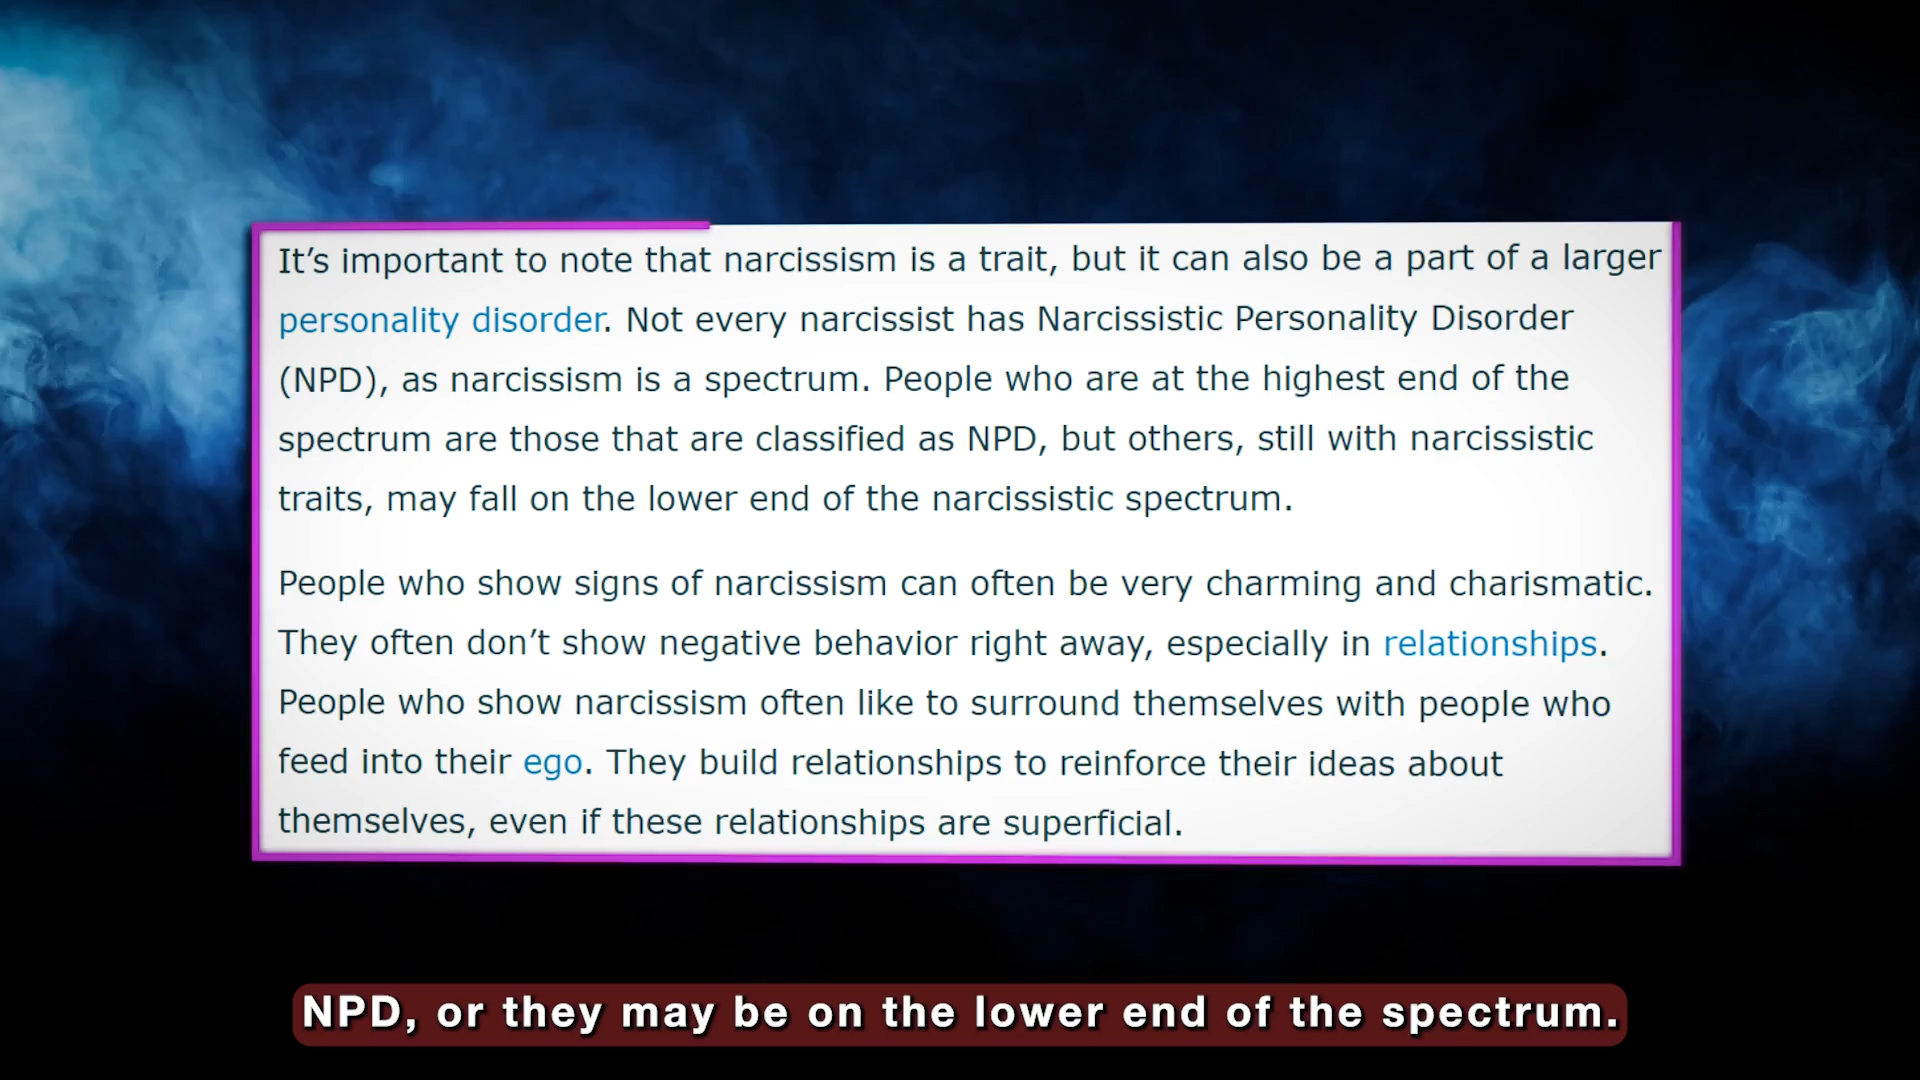 It’s important to note that narcissism is a trait, but it can also be a part of a larger
personality disorder. Not every narcissist has Narcissistic Personality Disorder
(NPD), as narcissism is a spectrum. People who are at the highest end of the
spectrum are those that are classified as NPD, but others, still with narcissistic
traits, may fall on the lower end of the narcissistic spectrum.
People who show signs of narcissism can often be very charming and charismatic.
They often don’t show negative behavior right away, especially in relationships.
People who show narcissism often like to surround themselves with people who
feed into their ego. They build relationships to reinforce their ideas about
themselves, even if these relationships are superficial.
NPD, or they may be on the lower end of the spectrum.